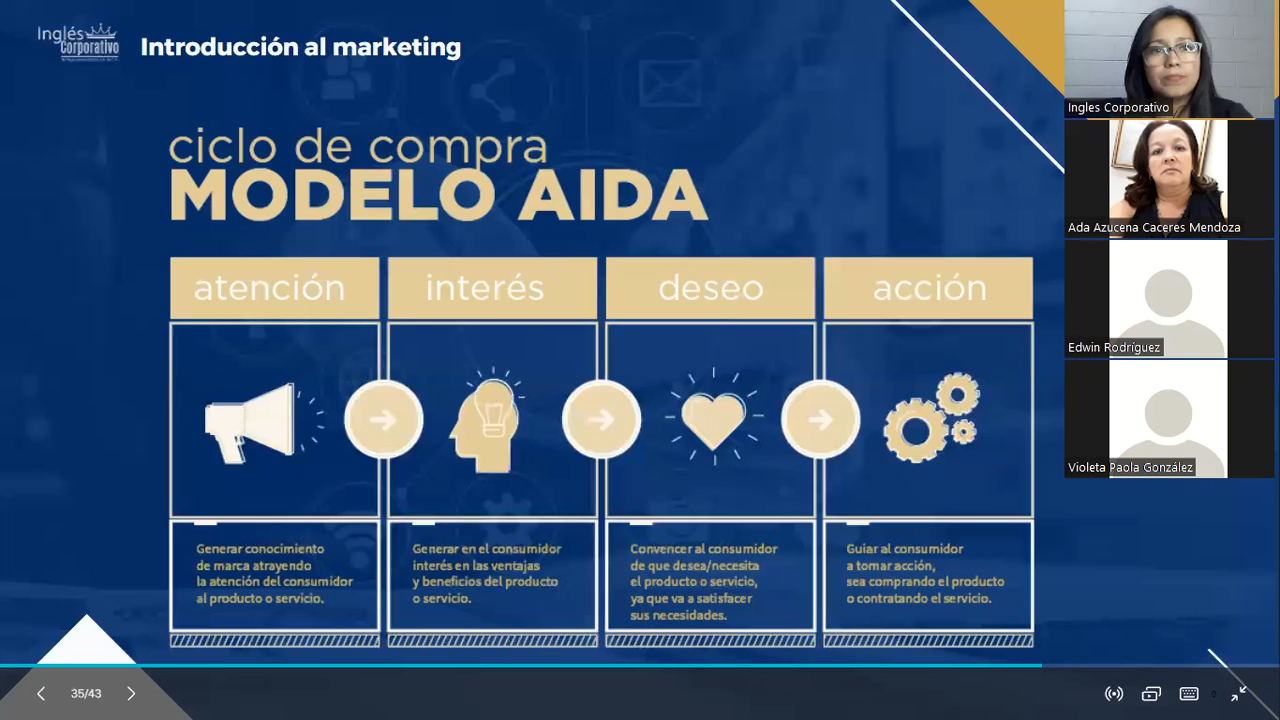 Inglés
Corporativo
Introducción al marketing
ciclo de compra
MODELO AIDA
atención
interés
deseo
acción
Generar conocimiento
de marca atrayendo
la atención del consumidor
al producto o servicio.
Generar en el consumidor
interés en las ventajas
y beneficios del producto
o servicio.
Convencer al consumidor
de que desea/necesita
el producto o servicio,
ya que va a satisfacer
sus necesidades.
Guiar al consumidor
a tomar acción,
sea comprando el producto
o contratando el servicio.
35/43
0
Ingles Corporativo
Ada Azucena Caceres Mendoza
Edwin Rodríguez
Violeta Paola González